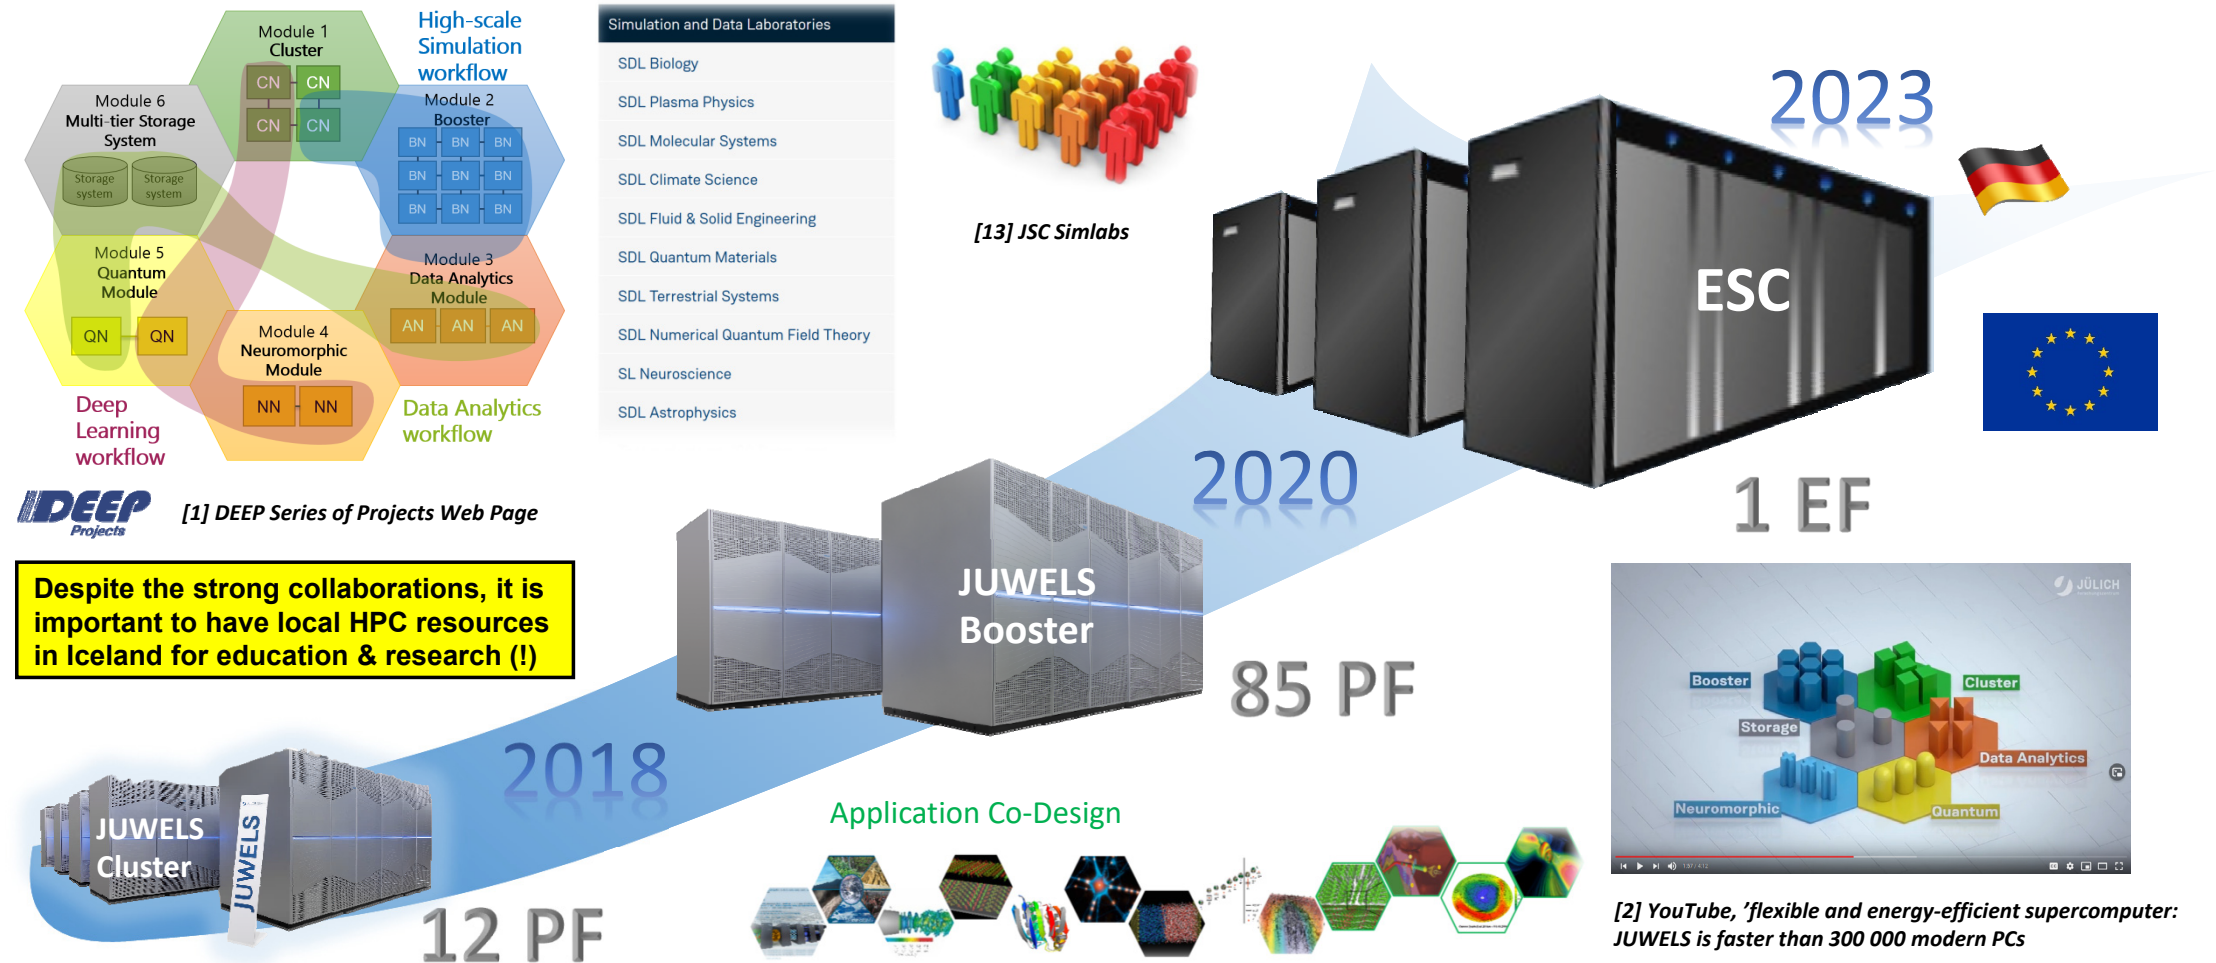 High-scale
Simulation
workflow
Module 1
Cluster
CN
CN
CN
CN
Module 2
Booster
BN
BN
BN
BN
BN
BN
BN
BN
BN
Module 6
Multi-tier Storage
System
Storage
system
Storage
system
Module 5
Quantum
Module
QN
QN
Module 3
Data Analytics
Module
AN
AN
AN
Module 4
Neuromorphic
Module
NN
NN
Deep
Learning
workflow
Data Analytics
workflow
DEEP
Projects
[1] DEEP Series of Projects Web Page
Simulation and Data Laboratories
SDL Biology
SDL Plasma Physics
SDL Molecular Systems
SDL Climate Science
SDL Fluid & Solid Engineering
SDL Quantum Materials
SDL Terrestrial Systems
SDL Numerical Quantum Field Theory
SL Neuroscience
SDL Astrophysics
[13] JSC Simlabs
2023
ESC
1 EF
2020
JUWELS
Booster
85 PF
Despite the strong collaborations, it is
important to have local HPC resources
in Iceland for education & research (!)
2018
JUWELS
Cluster
JUWELS
12 PF
Application Co-Design
JÜLICH
Booster
Cluster
Storage
Data Analytics
Neuromorphic
Quantum
1:57 / 4:12
[2] YouTube, ’flexible and energy-efficient supercomputer:
JUWELS is faster than 300 000 modern PCs